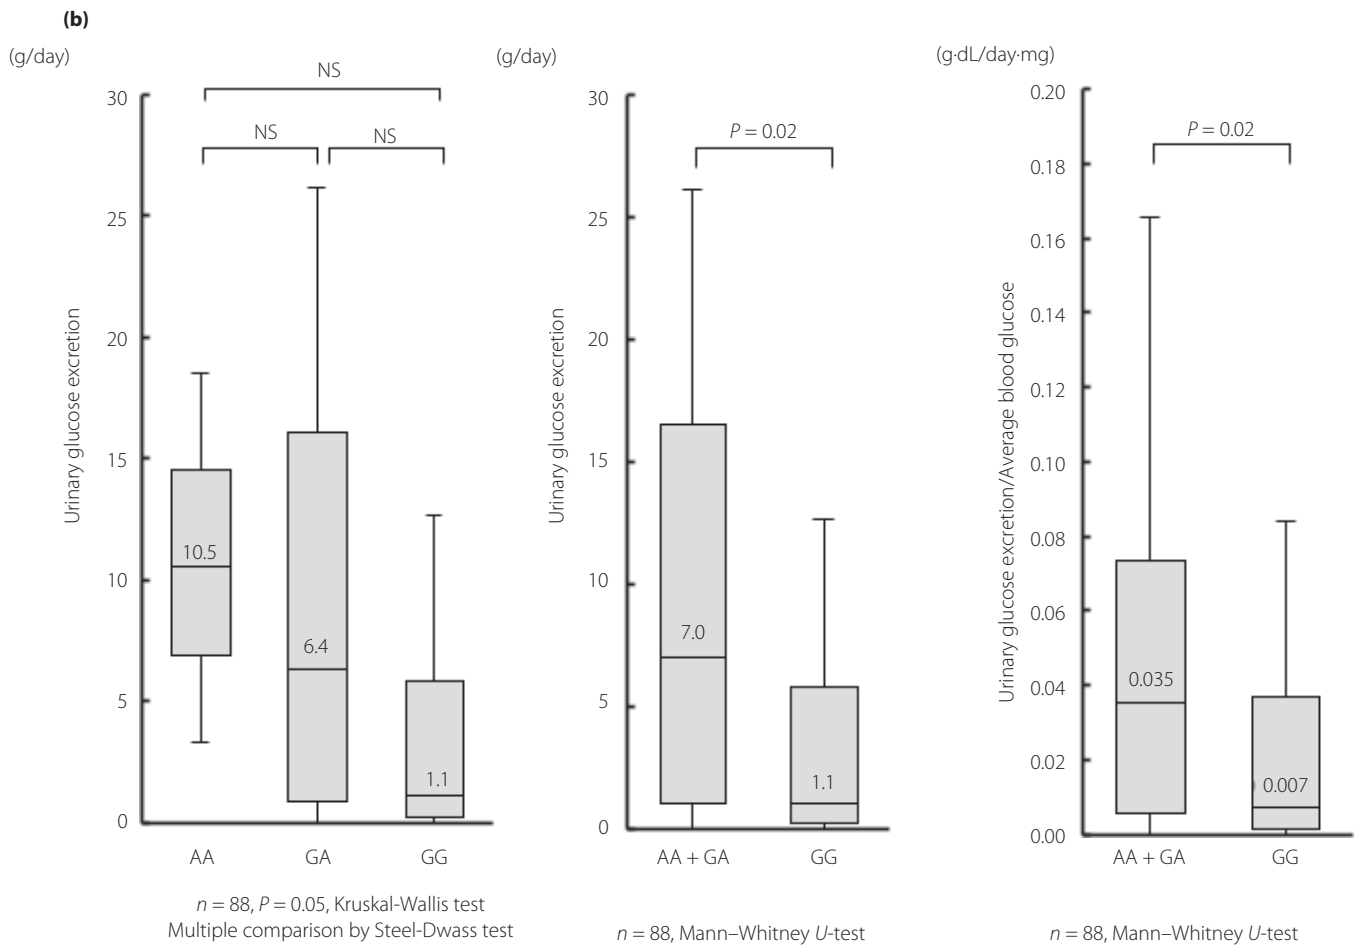 (b)
(g/day)
NS
NS
NS
30
25
20
15
10
5
0
Urinary glucose excretion
10.5
6.4
1.1
AA
GA
GG
n = 88, P = 0.05, Kruskal-Wallis test
Multiple comparison by Steel-Dwass test
(g/day)
P = 0.02
30
25
20
15
10
5
0
Urinary glucose excretion
7.0
1.1
AA + GA
GG
n = 88, Mann–Whitney U-test
(g·dL/day·mg)
P = 0.02
0.20
0.18
0.16
0.14
0.12
0.10
0.08
0.06
0.04
0.02
0.00
Urinary glucose excretion/Average blood glucose
0.035
0.007
AA + GA
GG
n = 88, Mann–Whitney U-test